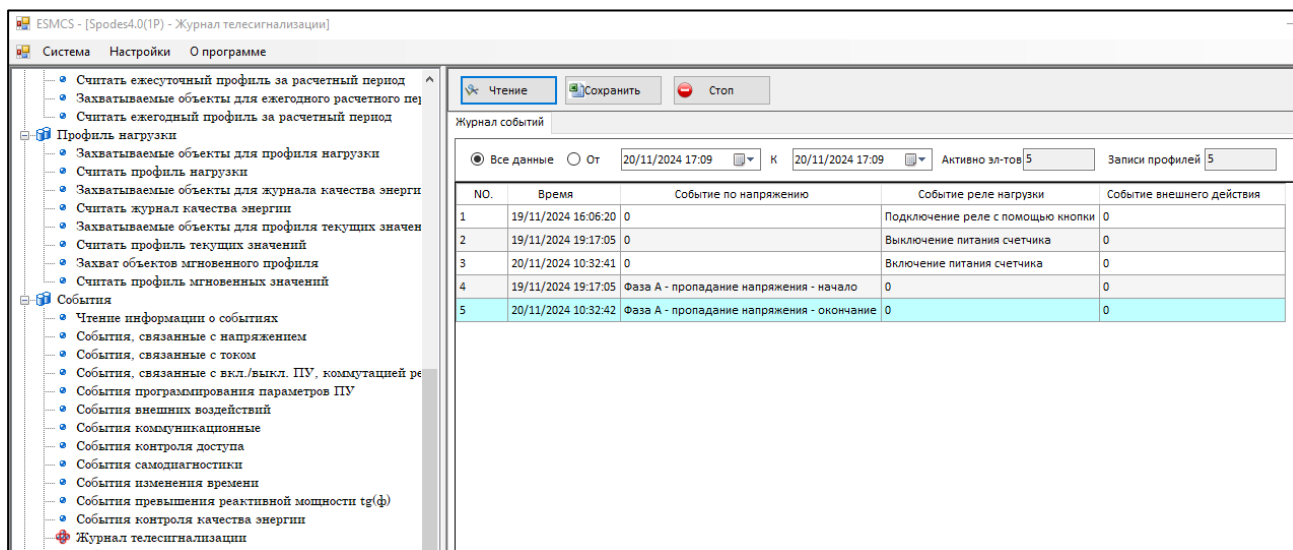 ESMCS - [Spodes4.0(1P) - Журнал телесигнализации]
Система Настройки О программе
Считать ежесуточный профиль за расчетный период
Захватываемые объекты для ежегодного расчетного пер
Считать ежегодный профиль за расчетный период
Профиль нагрузки
Захватываемые объекты для профиля нагрузки
Считать профиль нагрузки
Захватываемые объекты для журнала качества энерги
Считать журнал качества энергии
Захватываемые объекты для профиля текущих значен
Считать профиль текущих значений
Захват объектов мгновенного профиля
Считать профиль мгновенных значений
События
Чтение информации о событиях
События, связанные с напряжением
События, связанные с током
События, связанные с вкл./выкл. ПУ, коммутацией ре
События программирования параметров ПУ
События внешних воздействий
События коммуникационные
События контроля доступа
События самодиагностики
События изменения времени
События превышения реактивной мощности tg(ф)
События контроля качества энергии
Журнал телесигнализации
Чтение Сохранить Стоп
Журнал событий
Все данные От 20/11/2024 17:09 К 20/11/2024 17:09 Активно эл-тов 5 Записи профилей 5
NO. Время Событие по напряжению Событие реле нагрузки Событие внешнего действия
1 19/11/2024 16:06:20 0 Подключение реле с помощью кнопки 0
2 19/11/2024 19:17:05 0 Выключение питания счетчика 0
3 20/11/2024 10:32:41 0 Включение питания счетчика 0
4 19/11/2024 19:17:05 Фаза А - пропадание напряжения - начало 0 0
5 20/11/2024 10:32:42 Фаза А - пропадание напряжения - окончание 0 0